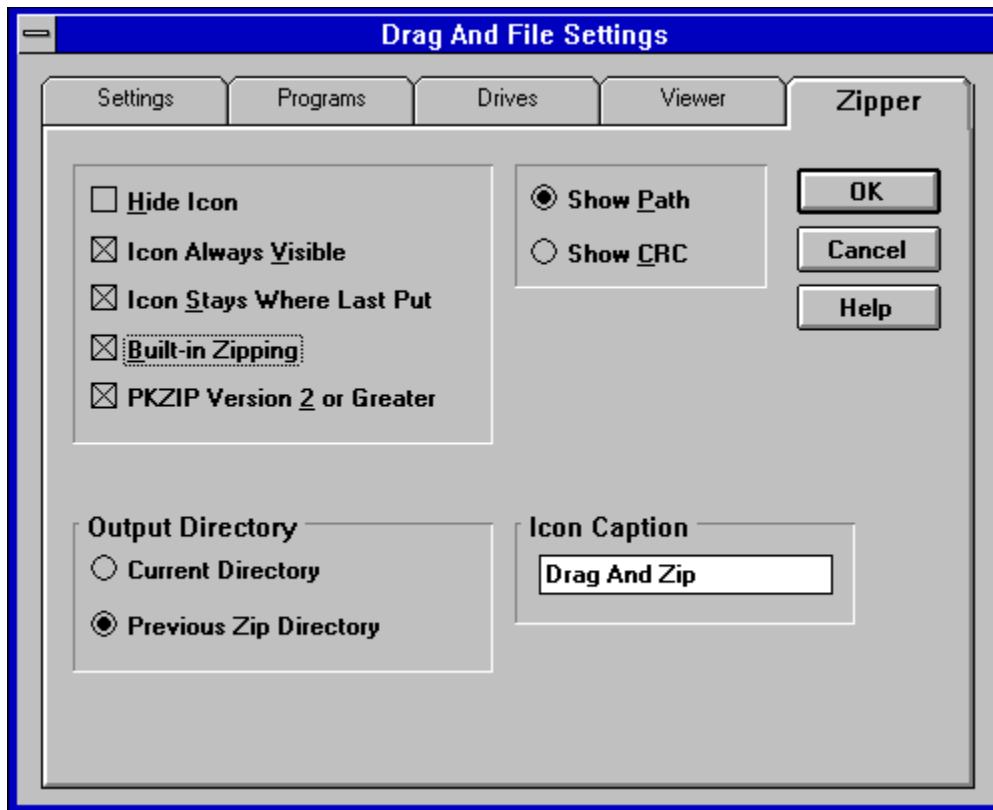 Drag And File Settings
Settings
Programs
Drives
Viewer
Zipper
Hide Icon
Icon Always Visible
Icon Stays Where Last Put
Built-in Zipping
PKZIP Version 2 or Greater
Show Path
Show CRC
OK
Cancel
Help
Output Directory
Current Directory
Previous Zip Directory
Icon Caption
Drag And Zip